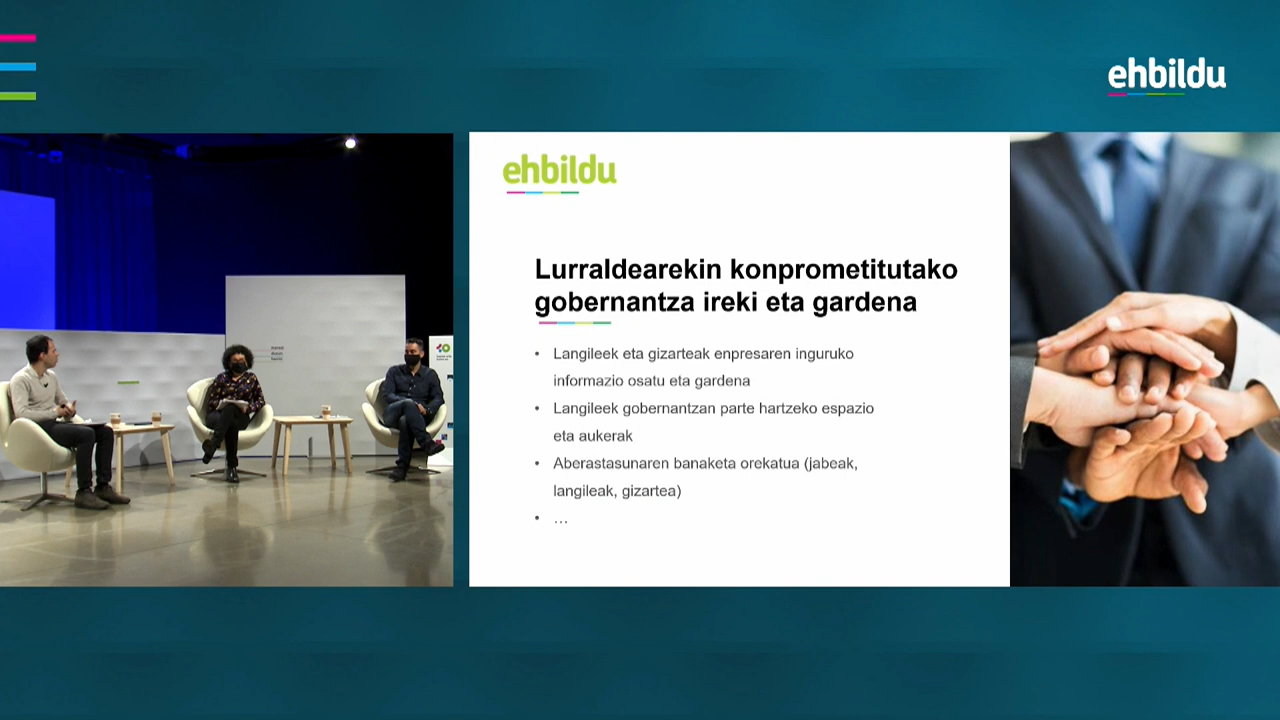 ehbildu
ehbildu
Lurraldearekin konprometitutako
gobernantza ireki eta gardena
• Langileek eta gizarteak enpresaren inguruko
informazio osatu eta gardena
• Langileek gobernantzan parte hartzeko espazio
eta aukerak
• Aberastasunaren banaketa orekatua (jabeak,
langileak, gizartea)
• …